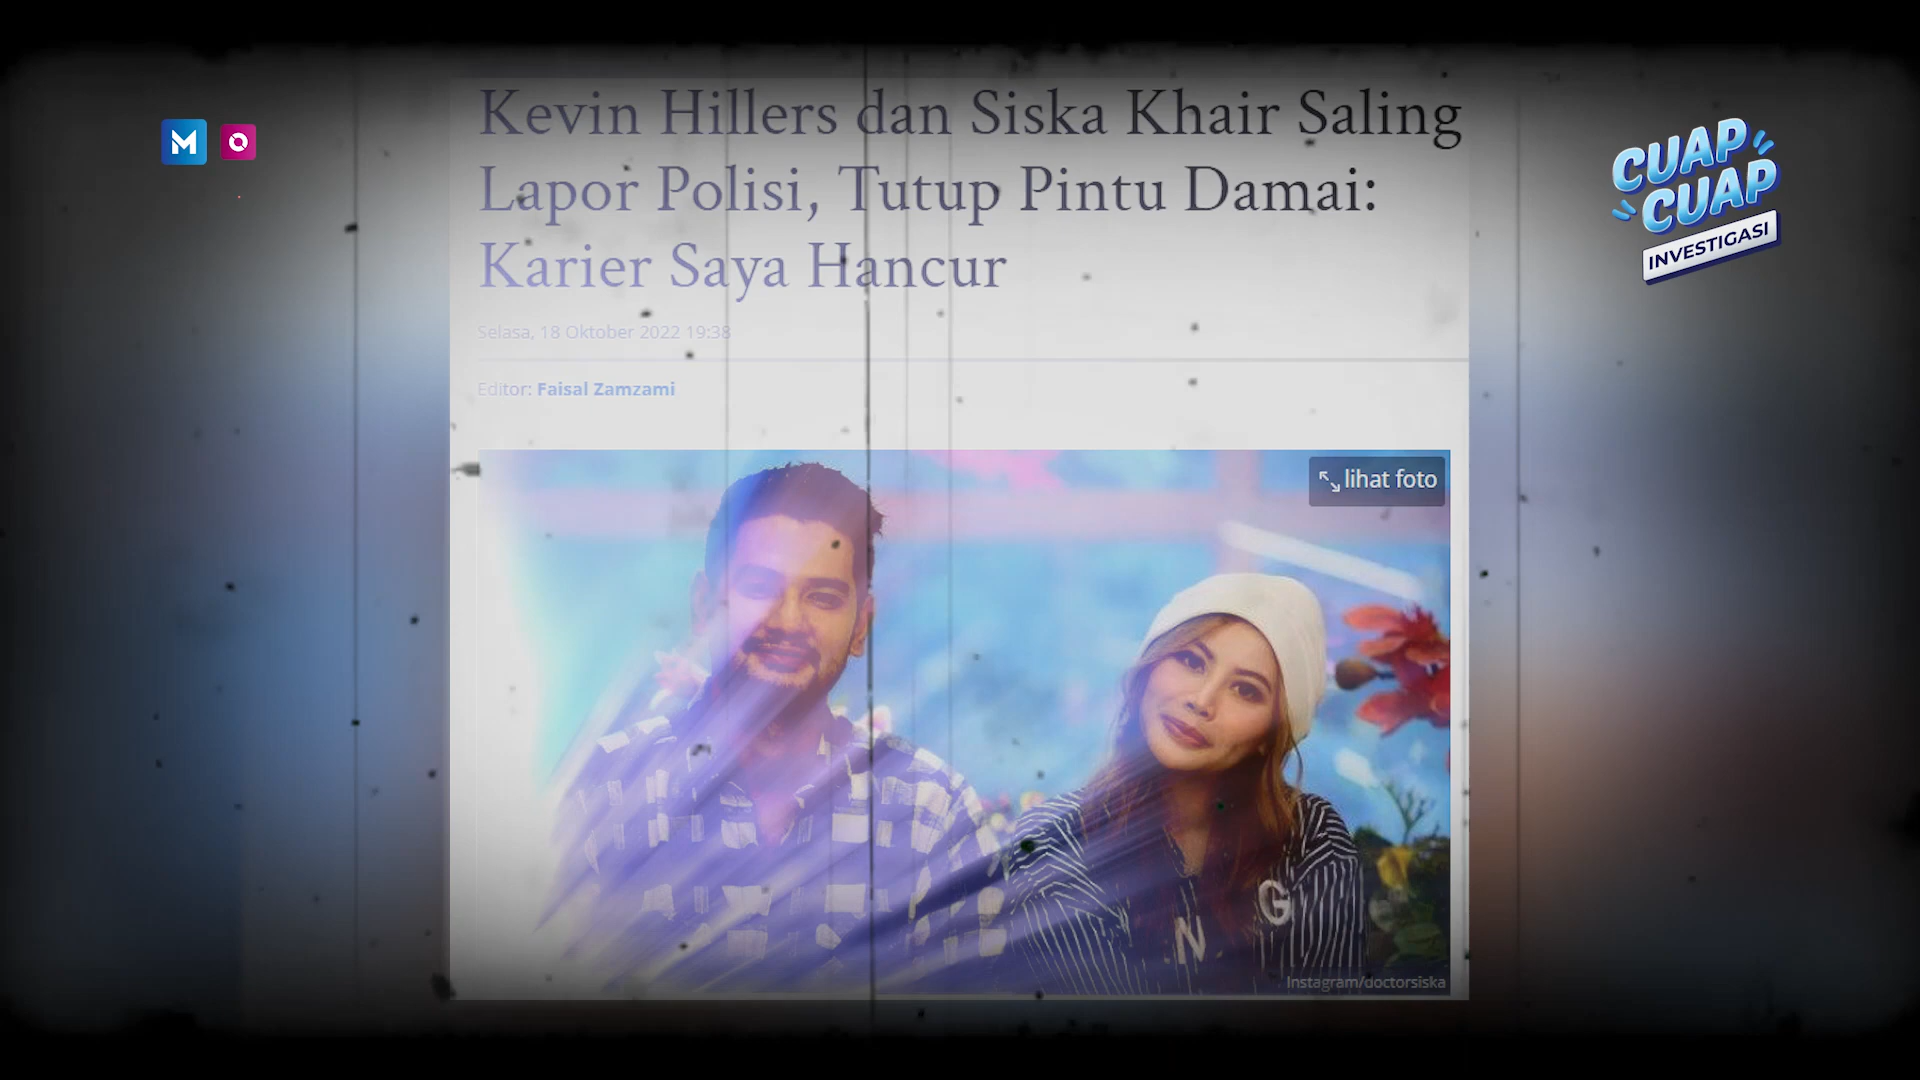 Kevin Hillers dan Siska Khair Saling
Lapor Polisi, Tutup Pintu Damai:
Karier Saya Hancur
Selasa, 18 Oktober 2022 19:38
Editor: Faisal Zamzami
lihat foto
N
G
Instagram/doctorsiska
M
CUAP
CUAP
INVESTIGASI